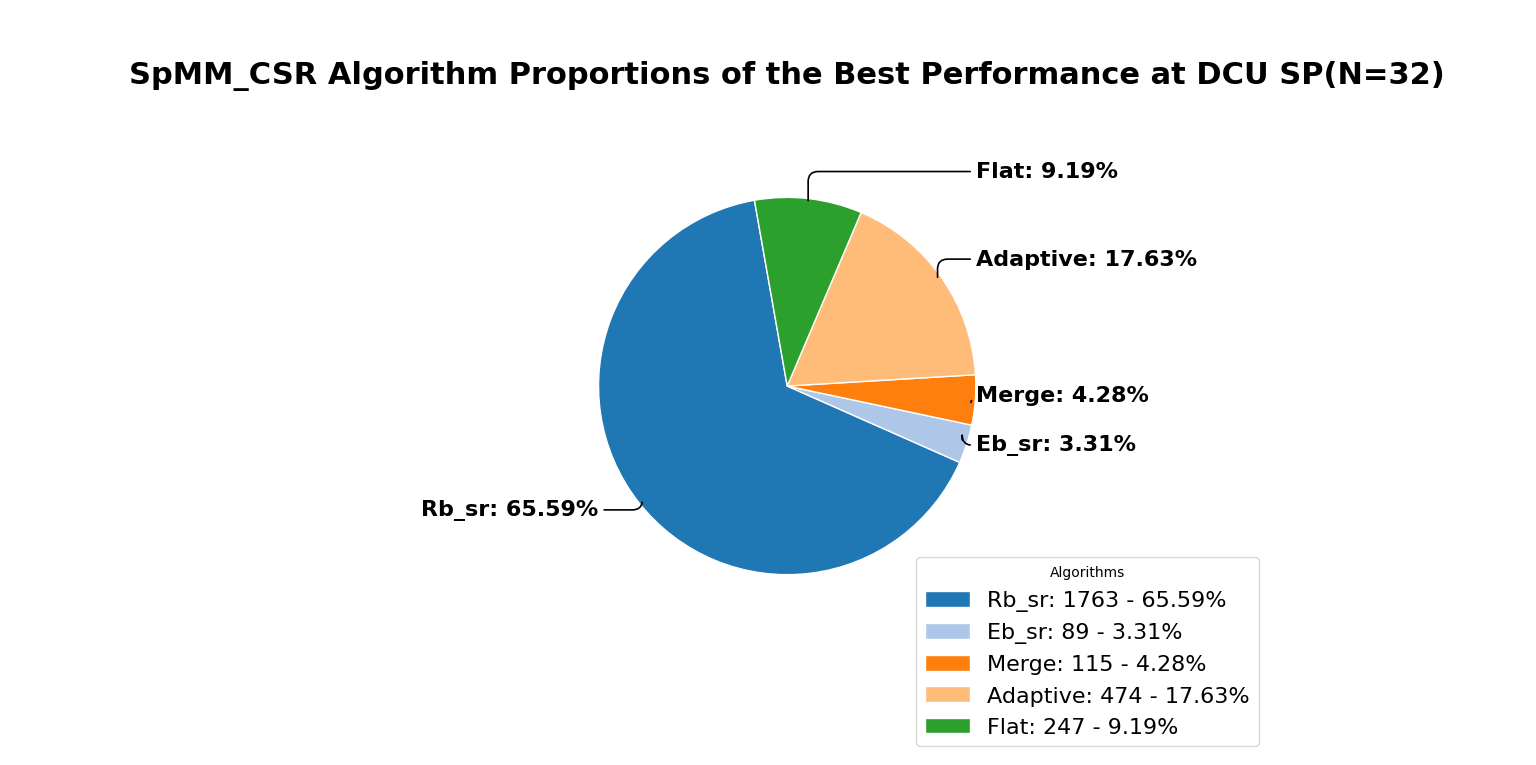 SpMM_CSR Algorithm Proportions of the Best Performance at DCU SP(N=32)
Flat: 9.19%
Adaptive: 17.63%
Merge: 4.28%
Eb_sr: 3.31%
Rb_sr: 65.59%
Algorithms
Rb_sr: 1763 - 65.59%
Eb_sr: 89 - 3.31%
Merge: 115 - 4.28%
Adaptive: 474 - 17.63%
Flat: 247 - 9.19%